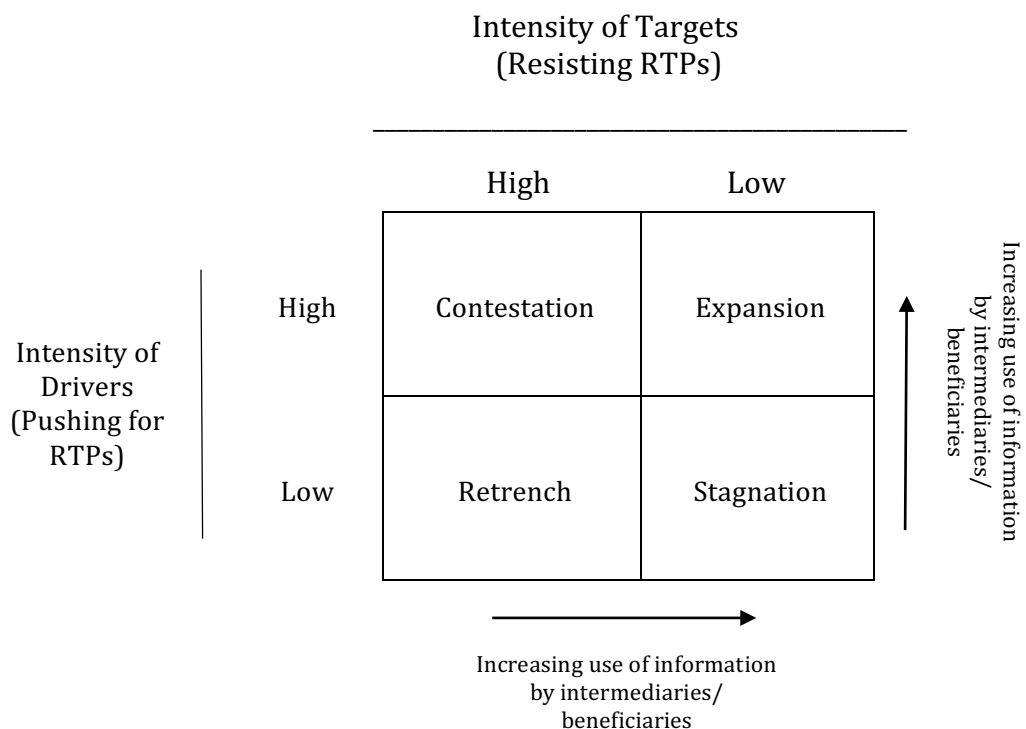 Intensity of Targets
(Resisting RTPs)
High Low
High Contestation Expansion
Intensity of
Drivers
(Pushing for
RTPs)
Low Retrench Stagnation
Increasing use of information
by intermediaries/
beneficiaries
Increasing use of information
by intermediaries/
beneficiaries